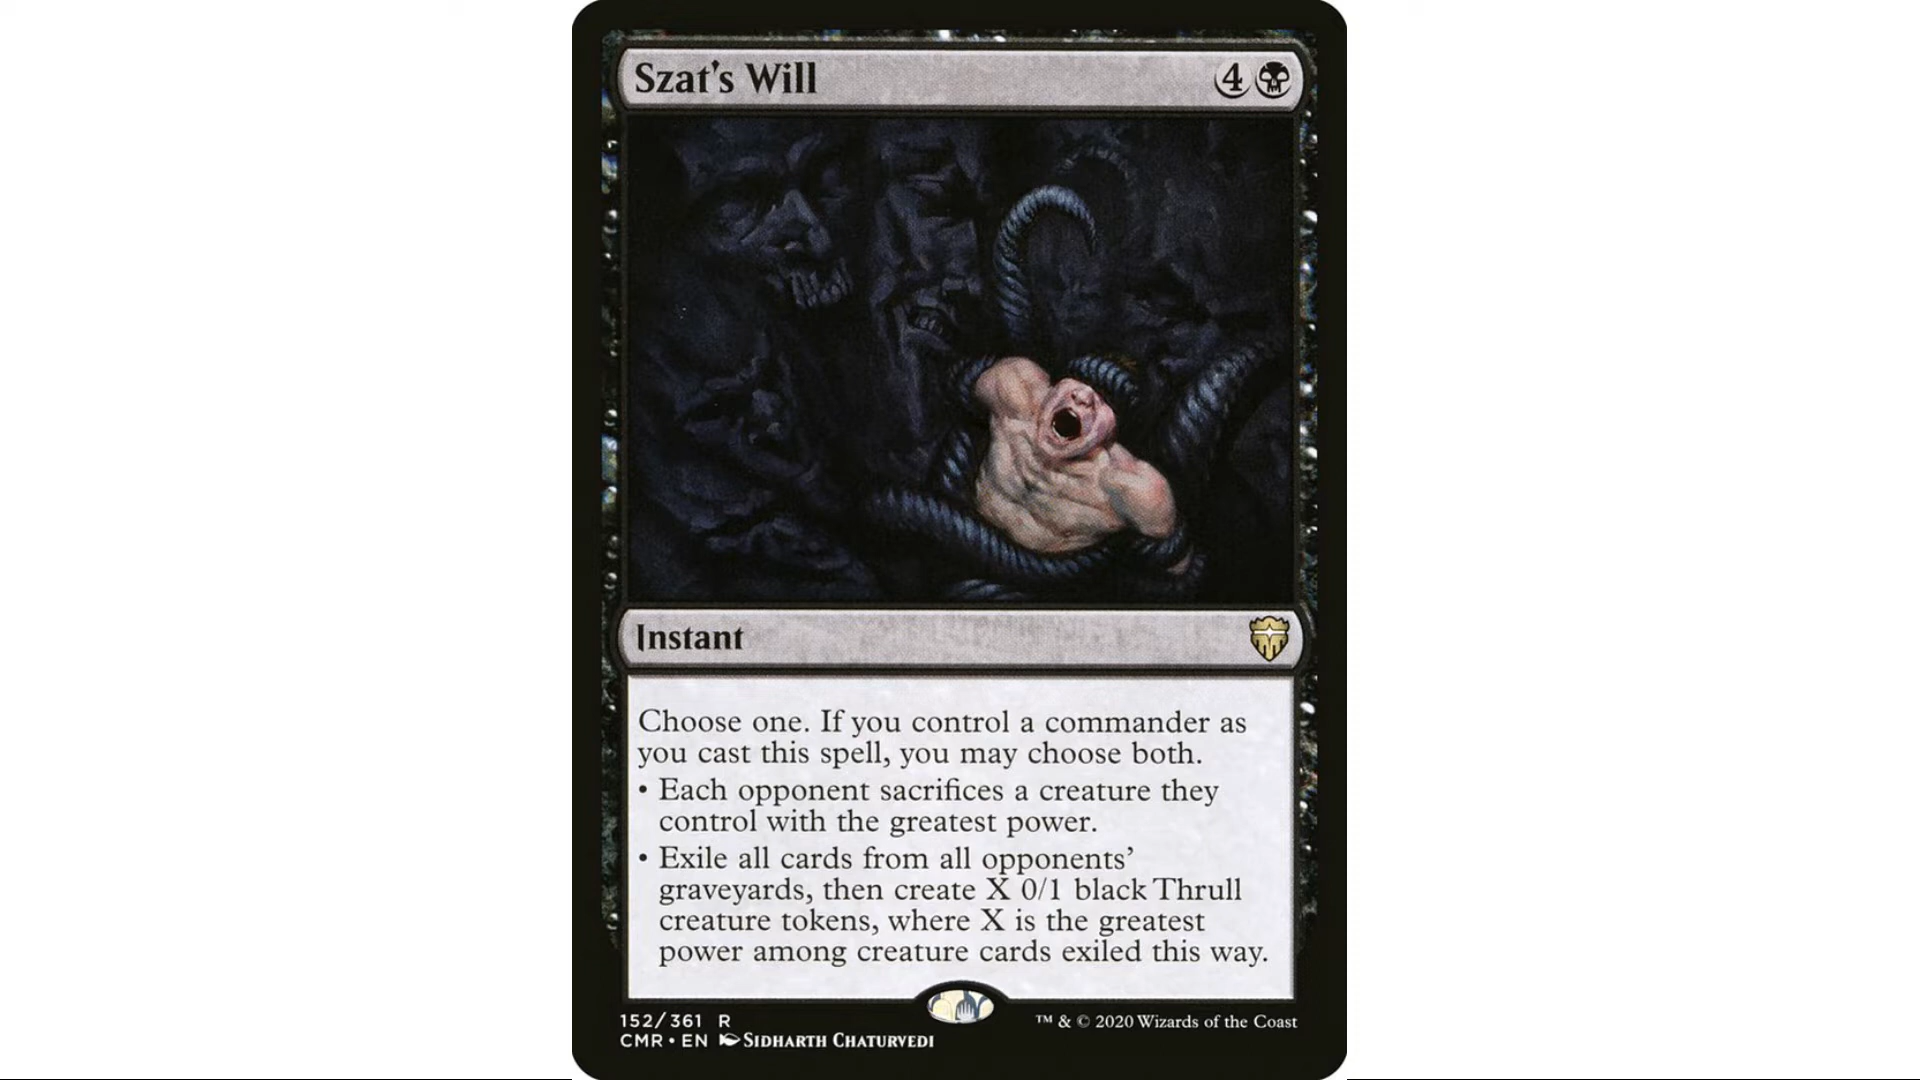 Szat's Will 4
Instant
Choose one. If you control a commander as
you cast this spell, you may choose both.
• Each opponent sacrifices a creature they
control with the greatest power.
• Exile all cards from all opponents’
graveyards, then create X 0/1 black Thrull
creature tokens, where X is the greatest
power among creature cards exiled this way.
152/361 R
™ & © 2020 Wizards of the Coast
CMR • EN Sidharth Chaturvedi